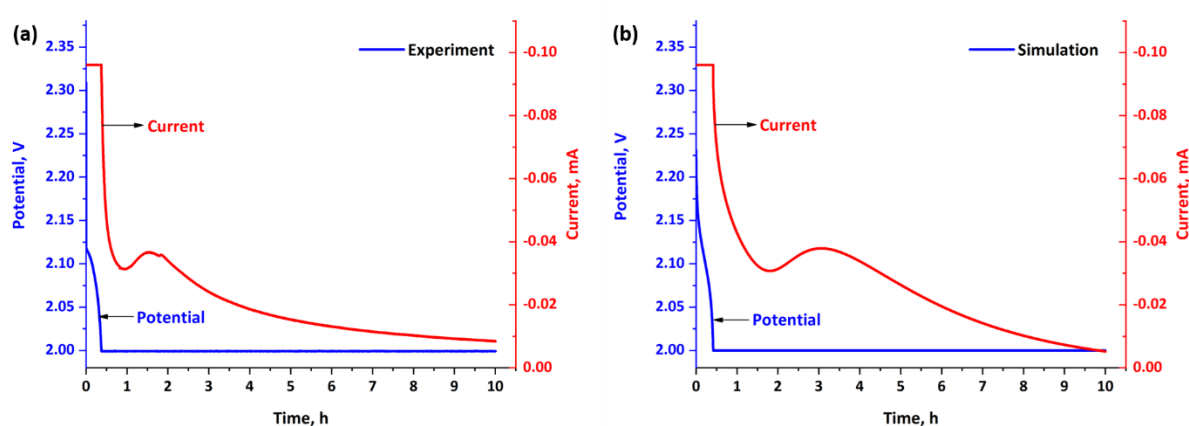 (a)
Experiment
Current
Potential
Potential, V
2.35
2.30
2.25
2.20
2.15
2.10
2.05
2.00
-0.10
-0.08
-0.06
-0.04
-0.02
0.00
Current, mA
0 1 2 3 4 5 6 7 8 9 10
Time, h
(b)
Simulation
Current
Potential
Potential, V
2.35
2.30
2.25
2.20
2.15
2.10
2.05
2.00
-0.10
-0.08
-0.06
-0.04
-0.02
0.00
Current, mA
0 1 2 3 4 5 6 7 8 9 10
Time, h